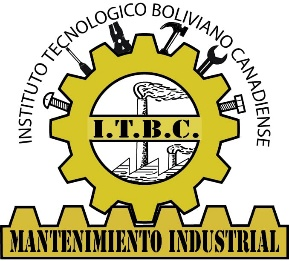 INSTITUTO TECNOLOGICO BOLIVIANO CANADIENSE
I.T.B.C.
MANTENIMIENTO INDUSTRIAL